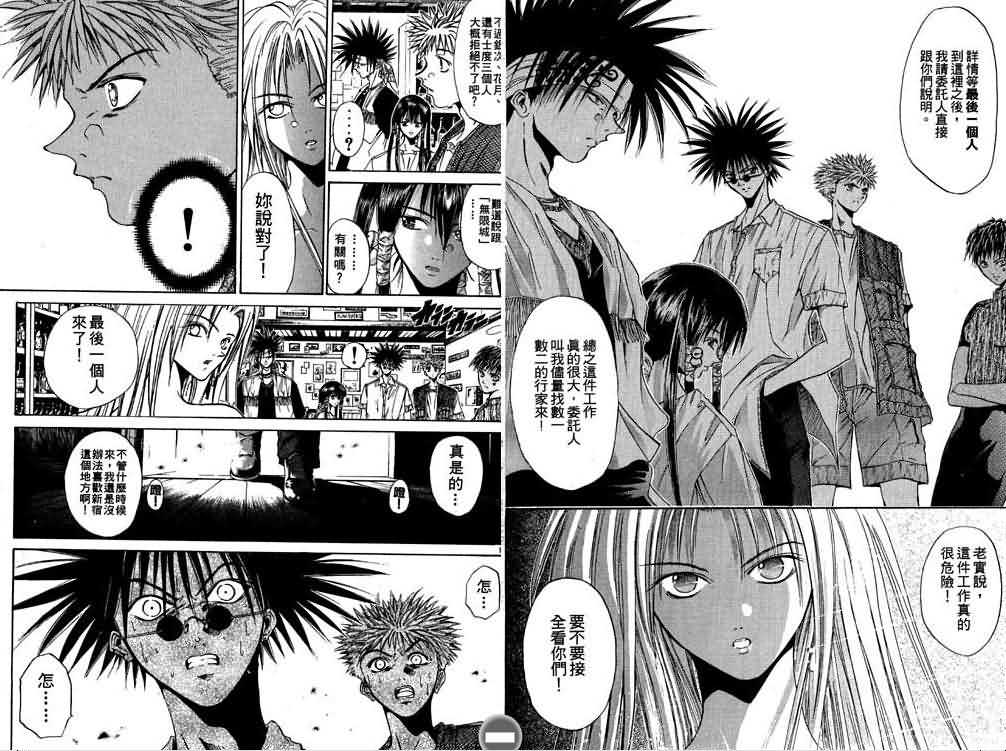 詳情等最後一個人
到這裡之後，
我請委託人直接
跟你們說明。
總之這件工作
真的很大，委託人
叫我儘量找數一
數二的行家來！
老實說，
這件工作真的
很危險！
要不要接
全看你們！
不過銀次、花月、
還有士度三個人
大概拒絕不了吧？
……？
難道說跟
「無限城」
……
……
有關嗎？
妳說對了！
！
！
最後一個人
來了！
真是的…
蹬！
蹬！
不管什麼時候
來，我還是沒
辦法喜歡新宿
這個地方啊！
怎…
怎……